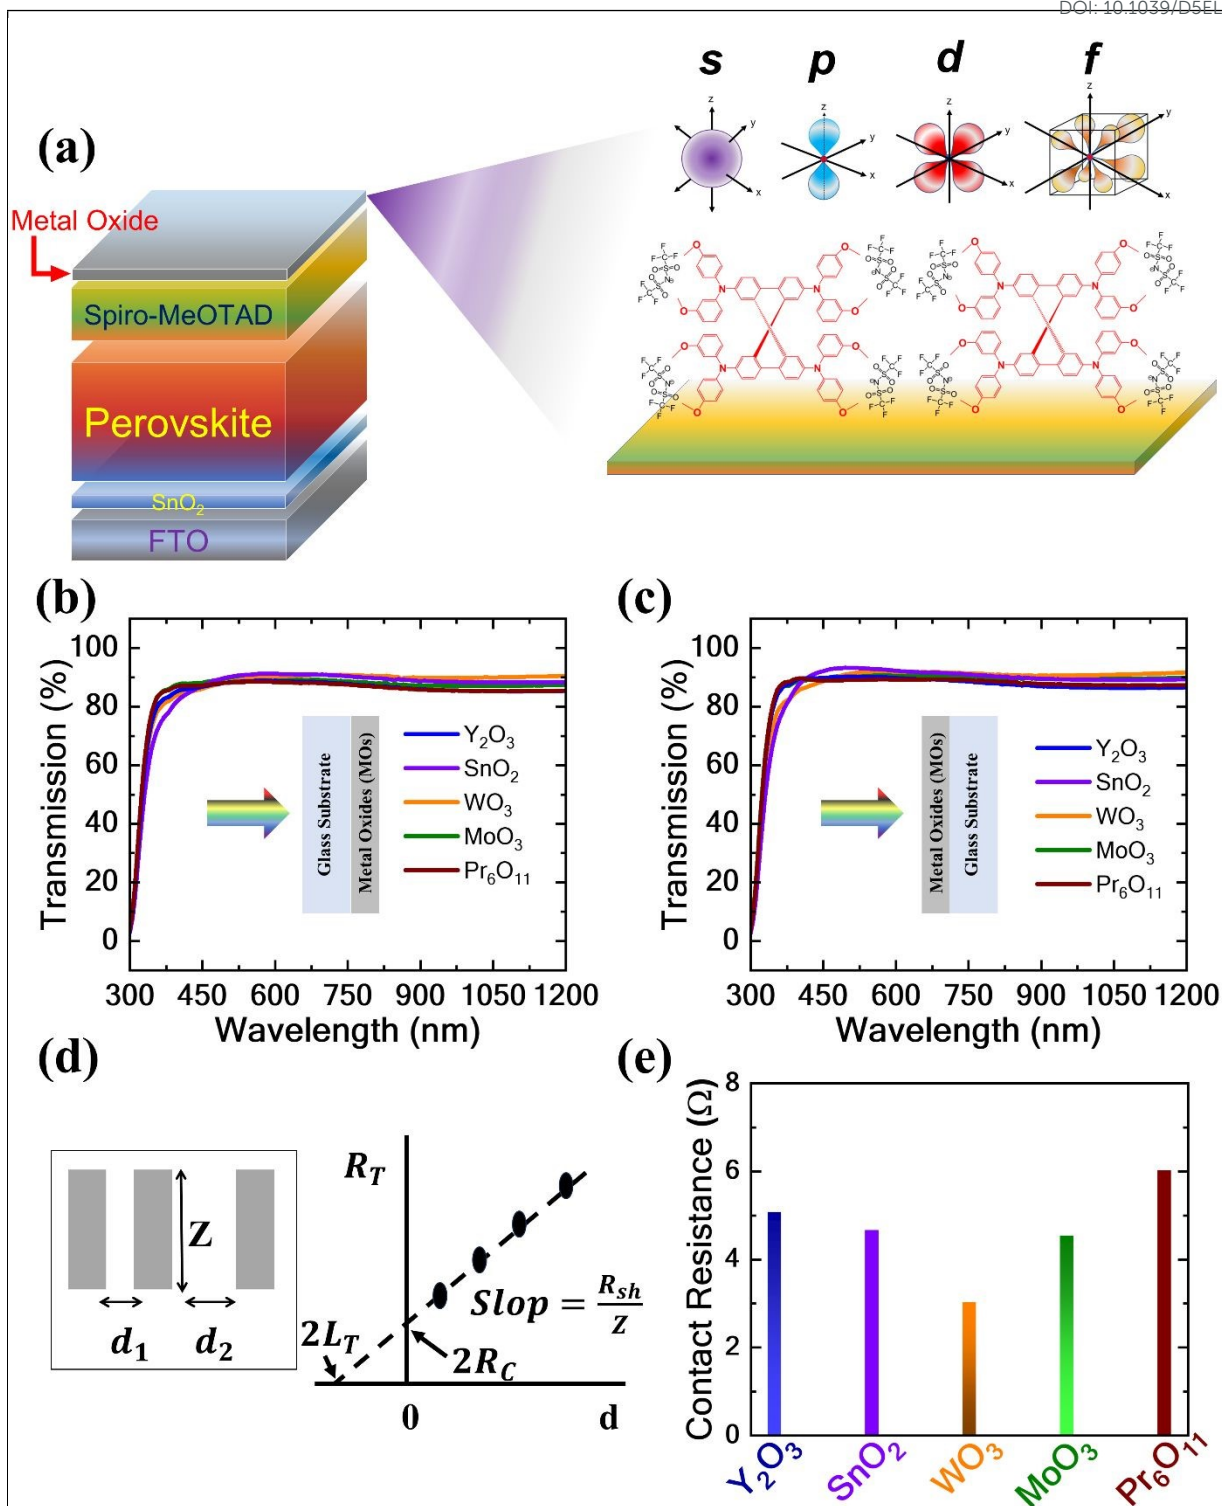 DOI: 10.1039/D5EL
(a)
s p d f
z y x
z y x
z y x
z y x
Metal Oxide
Spiro-MeOTAD
Perovskite
SnO2
FTO
(b)
Transmission (%)
100
80
60
40
20
0
300 450 600 750 900 1050 1200
Wavelength (nm)
Glass Substrate
Metal Oxides (MOs)
Y2O3
SnO2
WO3
MoO3
Pr6O11
(c)
Transmission (%)
100
80
60
40
20
0
300 450 600 750 900 1050 1200
Wavelength (nm)
Metal Oxides (MOs)
Glass Substrate
Y2O3
SnO2
WO3
MoO3
Pr6O11
(d)
Z
d1 d2
RT
Slop = Rsh/Z
2LT
2RC
0 d
(e)
Contact Resistance (Ω)
8
6
4
2
0
Y2O3 SnO2 WO3 MoO3 Pr6O11